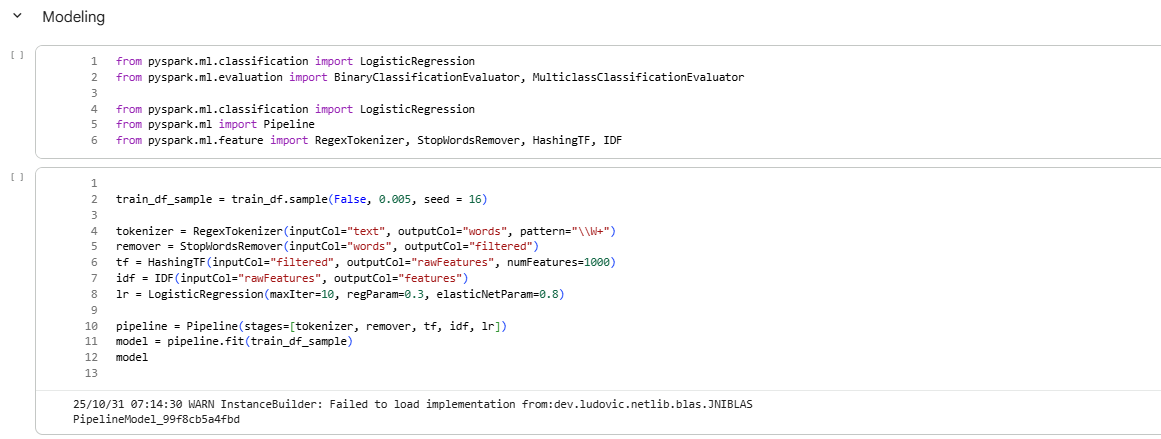 Modeling
[ ]
1 from pyspark.ml.classification import LogisticRegression
2 from pyspark.ml.evaluation import BinaryClassificationEvaluator, MulticlassClassificationEvaluator
3
4 from pyspark.ml.classification import LogisticRegression
5 from pyspark.ml import Pipeline
6 from pyspark.ml.feature import RegexTokenizer, StopWordsRemover, HashingTF, IDF
[ ]
1
2 train_df_sample = train_df.sample(False, 0.005, seed = 16)
3
4 tokenizer = RegexTokenizer(inputCol="text", outputCol="words", pattern="\\W+")
5 remover = StopWordsRemover(inputCol="words", outputCol="filtered")
6 tf = HashingTF(inputCol="filtered", outputCol="rawFeatures", numFeatures=1000)
7 idf = IDF(inputCol="rawFeatures", outputCol="features")
8 lr = LogisticRegression(maxIter=10, regParam=0.3, elasticNetParam=0.8)
9
10 pipeline = Pipeline(stages=[tokenizer, remover, tf, idf, lr])
11 model = pipeline.fit(train_df_sample)
12 model
13
25/10/31 07:14:30 WARN InstanceBuilder: Failed to load implementation from:dev.ludovic.netlib.blas.JNIBLAS
PipelineModel_99f8cb5a4fbd